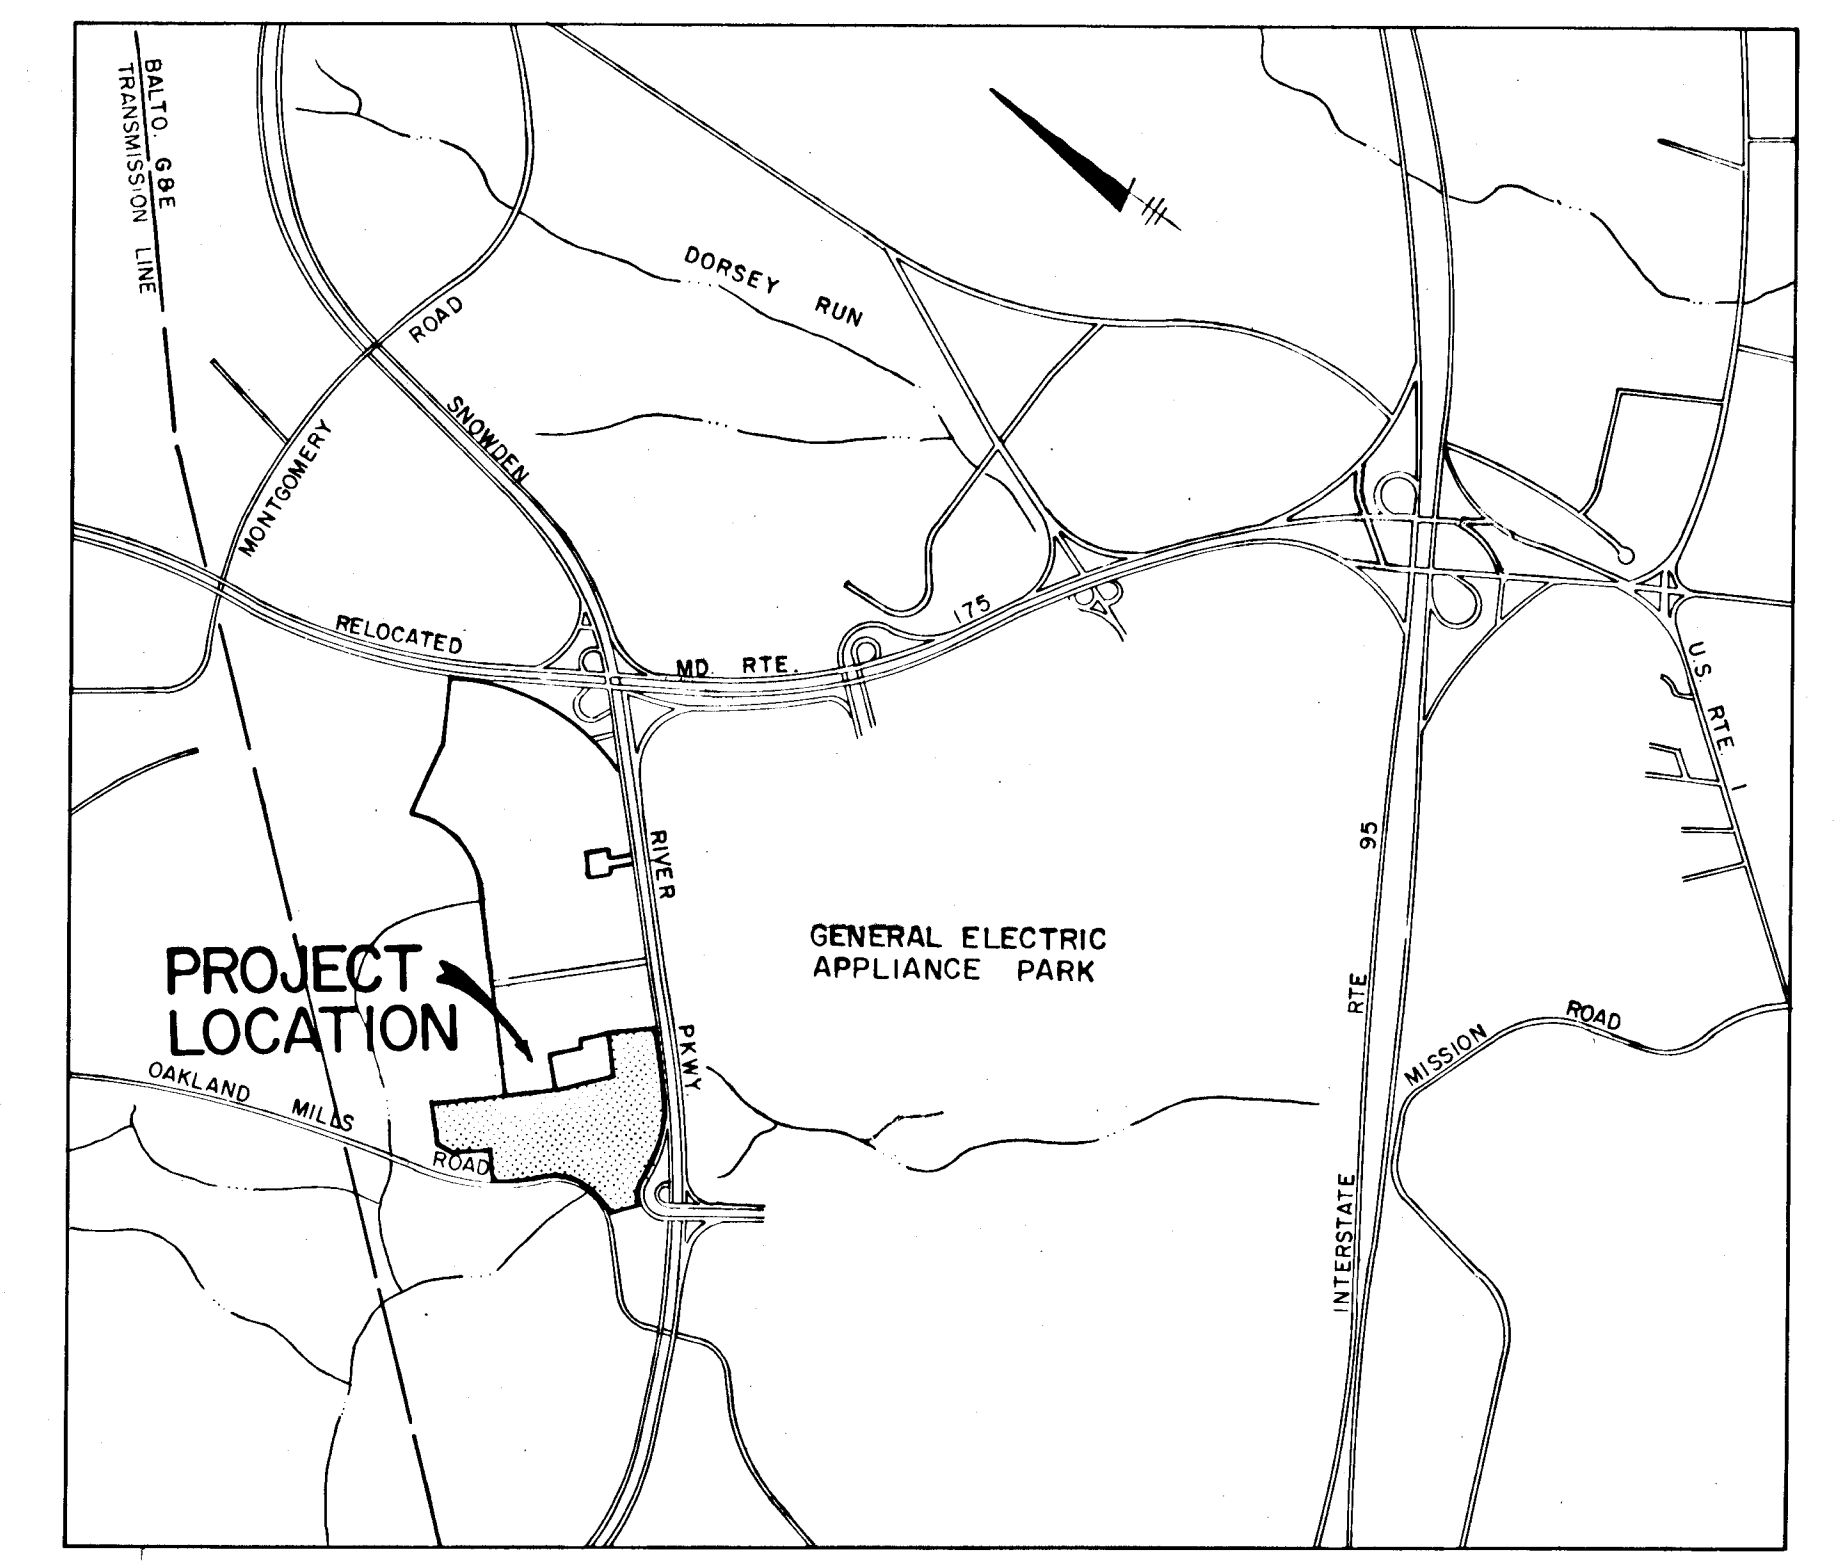 BALTO. G&E
TRANSMISSION LINE
DORSEY RUN
ROAD
MONTGOMERY
SNOWDEN
RELOCATED
MD. RTE. 175
U.S. RTE. 1
RIVER
95
GENERAL ELECTRIC
APPLIANCE PARK
PROJECT
LOCATION
RTE
PKWY
MISSION ROAD
OAKLAND MILLS
ROAD
INTERSTATE